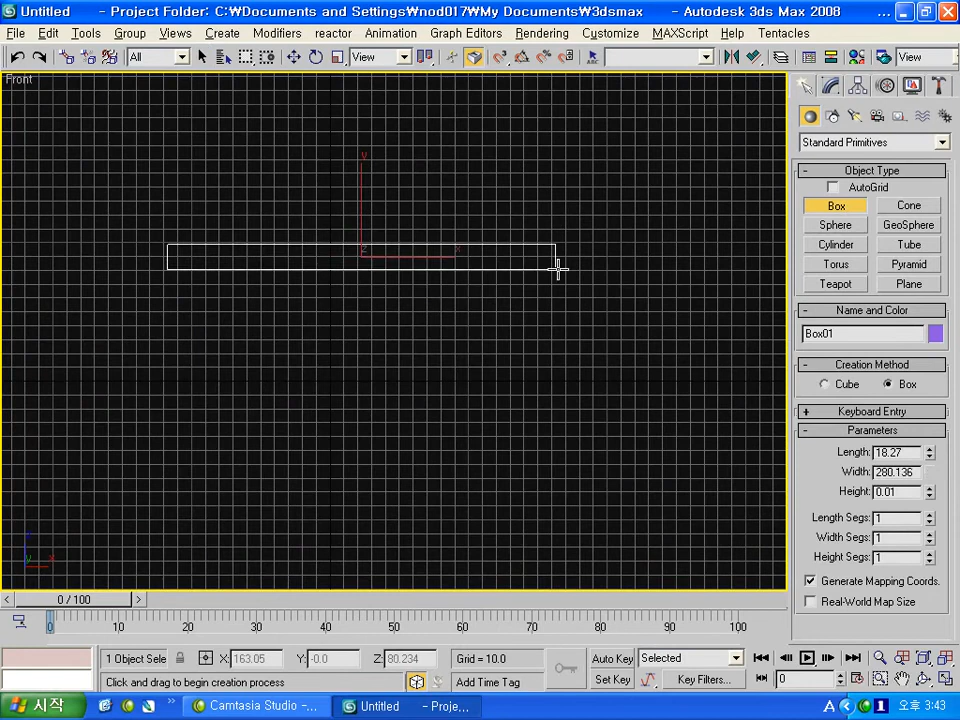 Untitled - Project Folder: C:￦Documents and Settings￦nod017￦My Documents￦3dsmax - Autodesk 3ds Max 2008 ...
File Edit Tools Group Views Create Modifiers reactor Animation Graph Editors Rendering Customize MAXScript Help Tentacles
All View View
Front
y
z x
z
y x
Standard Primitives
- Object Type
AutoGrid
Box Cone
Sphere GeoSphere
Cylinder Tube
Torus Pyramid
Teapot Plane
- Name and Color
Box01
- Creation Method
Cube Box
+ Keyboard Entry
- Parameters
Length: 18.27
Width: 280.136
Height: 0.01
Length Segs: 1
Width Segs: 1
Height Segs: 1
Generate Mapping Coords.
Real-World Map Size
< 0 / 100 >
0 10 20 30 40 50 60 70 80 90 100
1 Object Sele X: 163.05 Y: -0.0 Z: 80.234 Grid = 10.0 Auto Key Selected
Click and drag to begin creation process Add Time Tag Set Key Key Filters... 0
시작 » Camtasia Studio - ... Untitled - Proje... A 1 오후 3:43